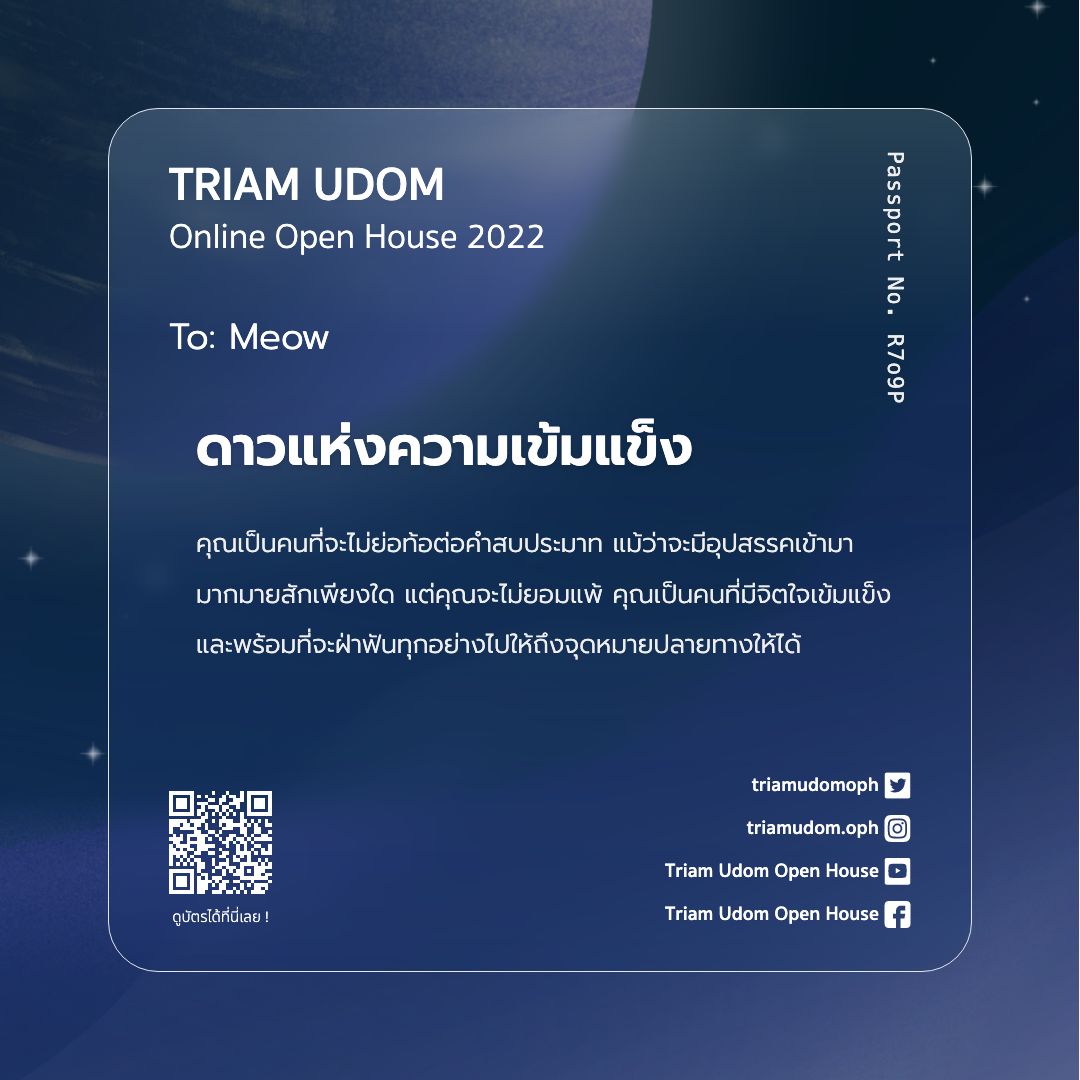 TRIAM UDOM
Online Open House 2022
Passport No. R7o9P
To: Meow
ดาวแห่งความเข้มแข็ง
คุณเป็นคนที่จะไม่ย่อท้อต่อคำสบประมาท แม้ว่าจะมีอุปสรรคเข้ามา
มากมายสักเพียงใด แต่คุณจะไม่ยอมแพ้ คุณเป็นคนที่มีจิตใจเข้มแข็ง
และพร้อมที่จะฝ่าฟันทุกอย่างไปให้ถึงจุดหมายปลายทางให้ได้
triamudomoph
triamudom.oph
Triam Udom Open House
Triam Udom Open House
ดูบัตรได้ที่นี่เลย !